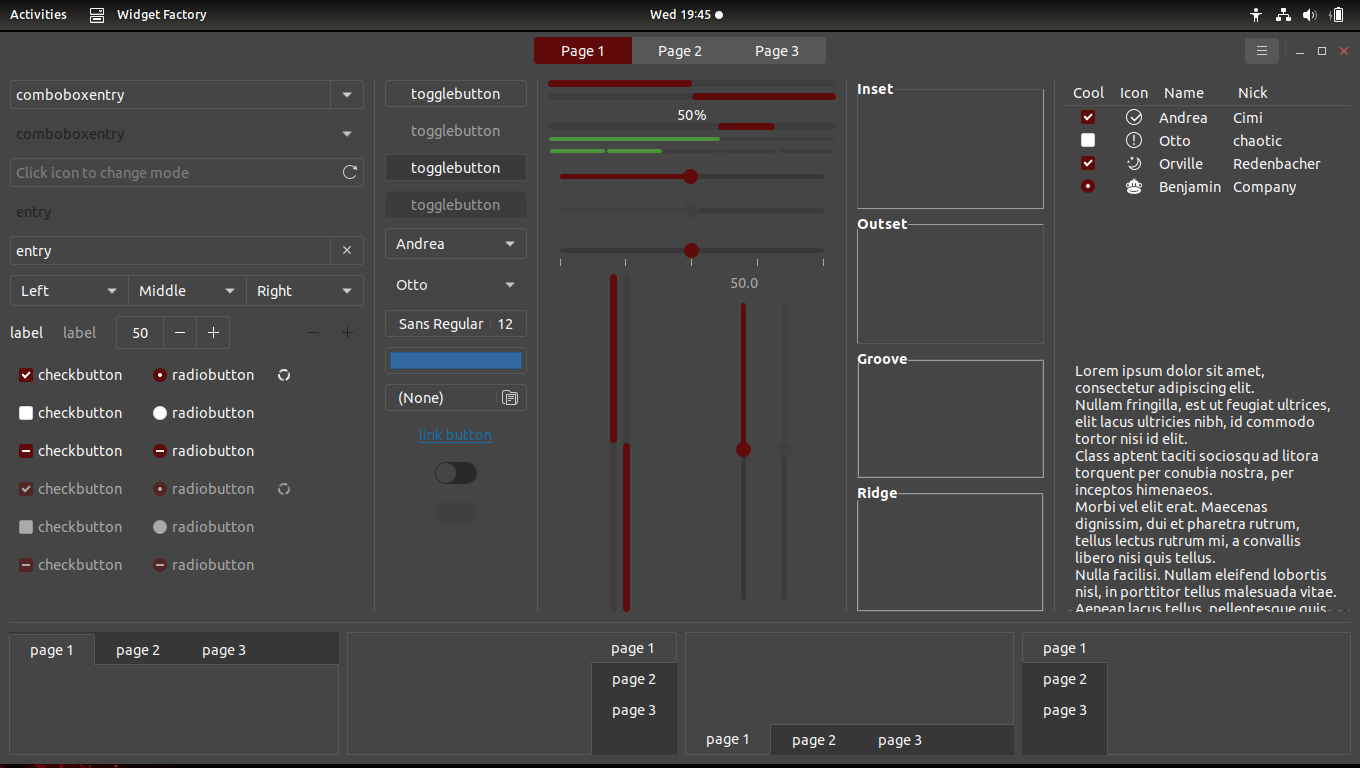 Activities Widget Factory Wed 19:45
Page 1 Page 2 Page 3
comboboxentry
comboboxentry
Click icon to change mode
entry
entry
Left Middle Right
label label 50
checkbutton radiobutton
checkbutton radiobutton
checkbutton radiobutton
checkbutton radiobutton
checkbutton radiobutton
checkbutton radiobutton
togglebutton
togglebutton
togglebutton
togglebutton
Andrea
Otto
Sans Regular 12
(None)
link button
50%
50.0
Inset
Outset
Groove
Ridge
Cool Icon Name Nick
Andrea Cimi
Otto chaotic
Orville Redenbacher
Benjamin Company
Lorem ipsum dolor sit amet,
consectetur adipiscing elit.
Nullam fringilla, est ut feugiat ultrices,
elit lacus ultricies nibh, id commodo
tortor nisi id elit.
Class aptent taciti sociosqu ad litora
torquent per conubia nostra, per
inceptos himenaeos.
Morbi vel elit erat. Maecenas
dignissim, dui et pharetra rutrum,
tellus lectus rutrum mi, a convallis
libero nisi quis tellus.
Nulla facilisi. Nullam eleifend lobortis
nisl, in porttitor tellus malesuada vitae.
Aenean lacus tellus, pellentesque quis
page 1 page 2 page 3
page 1
page 2
page 3
page 1 page 2 page 3
page 1
page 2
page 3